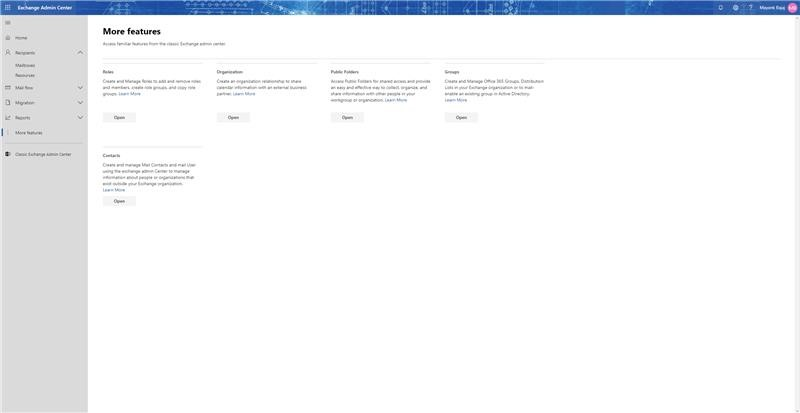 Exchange Admin Center
Mayank Bajaj
MB
Home
Recipients
Mailboxes
Resources
Mail flow
Migration
Reports
More features
Classic Exchange Admin Center
More features
Access familiar features from the classic Exchange admin center.
Roles
Create and Manage Roles to add and remove roles
and members, create role groups, and copy role
groups. Learn More
Open
Organization
Create an organization relationship to share
calendar information with an external business
partner. Learn More
Open
Public Folders
Access Public Folders for shared access and provide
an easy and effective way to collect, organize, and
share information with other people in your
workgroup or organization. Learn More
Open
Groups
Create and Manage Office 365 Groups, Distribution
Lists in your Exchange organization or to mail-
enable an existing group in Active Directory.
Learn More
Open
Contacts
Create and manage Mail Contacts and mail User
using the exchange admin Center to manage
information about people or organizations that
exist outside your Exchange organization.
Learn More
Open